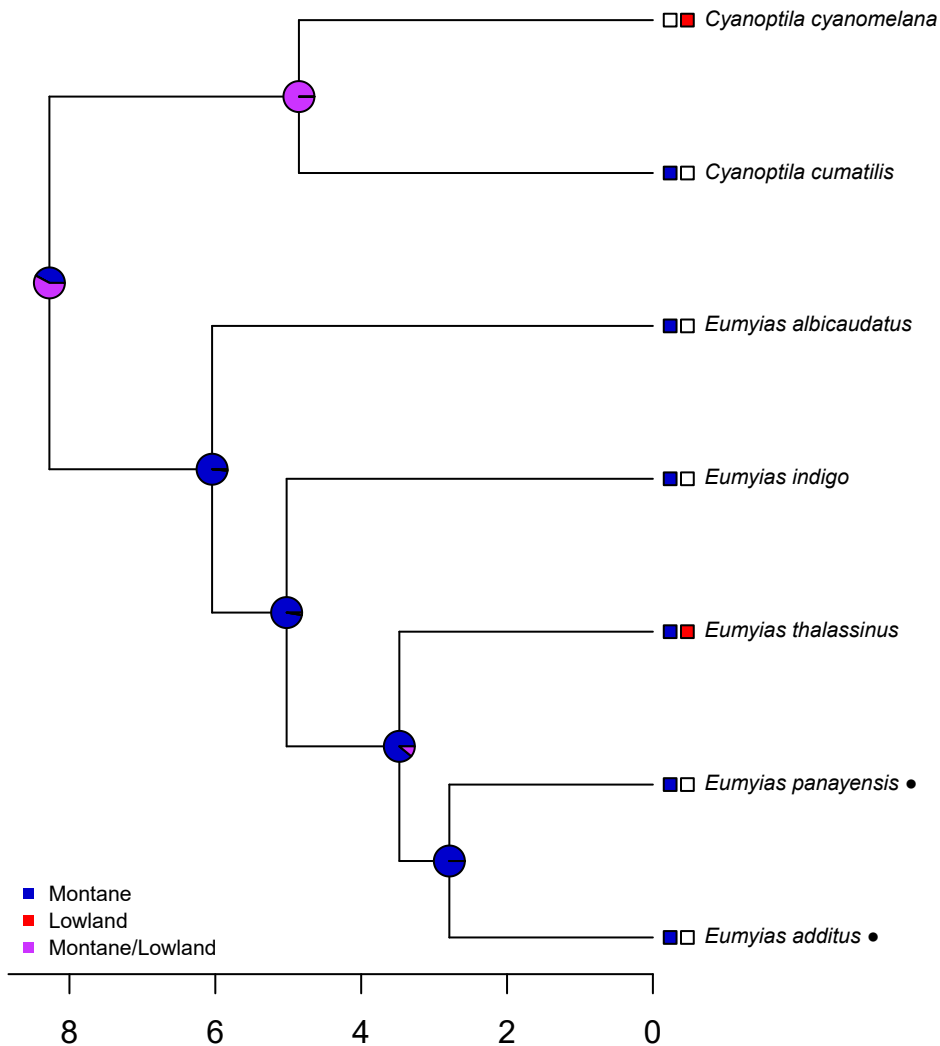 Cyanoptila cyanomelana
Cyanoptila cumatilis
Eumyias albicaudatus
Eumyias indigo
Eumyias thalassinus
Eumyias panayensis •
Eumyias additus •
Montane
Lowland
Montane/Lowland
8 6 4 2 0